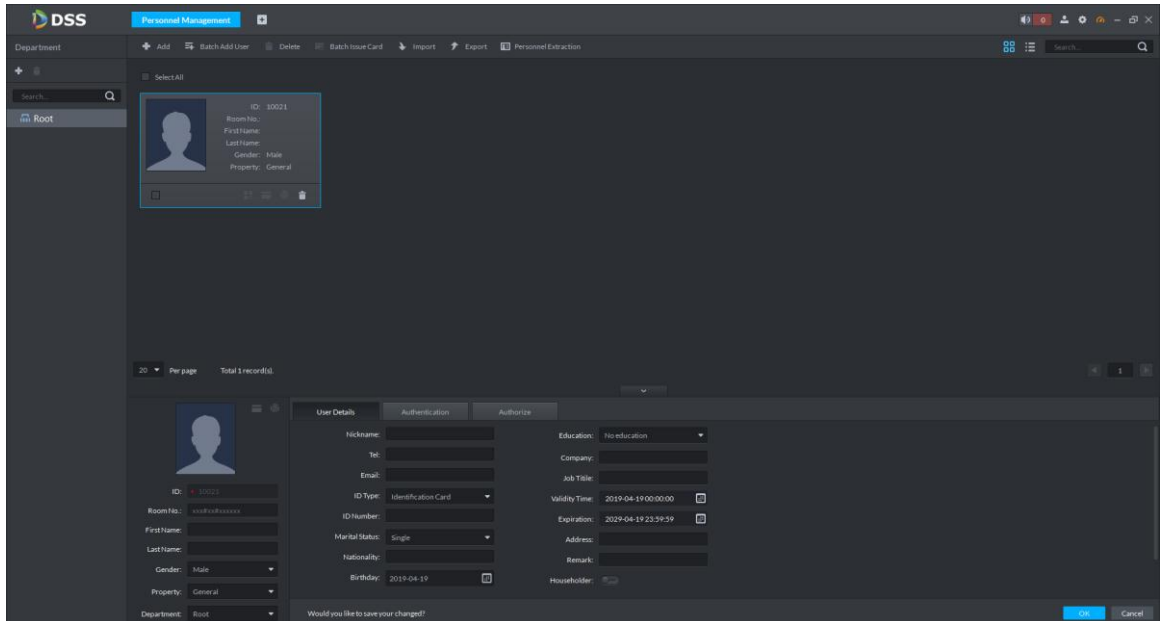 DSS
Personnel Management
0
Department
Add Batch Add User Delete Batch Issue Card Import Export Personnel Extraction
Search...
Search...
Root
Select All
ID: 10021
Room No.:
First Name:
Last Name:
Gender: Male
Property: General
20 Per page Total 1 record(s).
1
ID: * 10021
Room No.:
First Name:
Last Name:
Gender: Male
Property: General
Department: Root
User Details Authentication Authorize
Nickname:
Tel:
Email:
ID Type: Identification Card
ID Number:
Marital Status: Single
Nationality:
Birthday: 2019-04-19
Education: No education
Company:
Job Titile:
Validity Time: 2019-04-19 00:00:00
Expiration: 2029-04-19 23:59:59
Address:
Remark:
Householder:
Would you like to save your changed?
OK Cancel